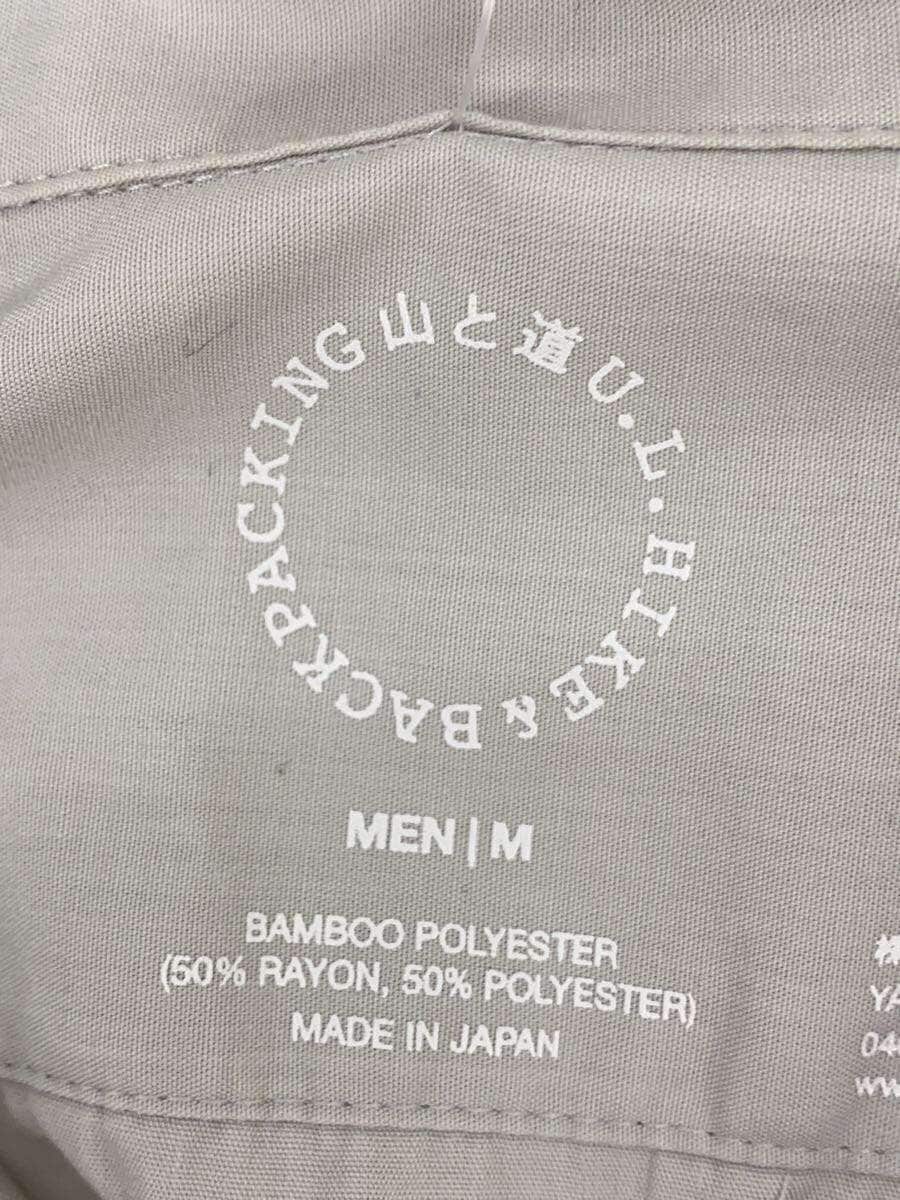 山と道 U.L. HIKE & BACKPACKING
MEN | M
BAMBOO POLYESTER
(50% RAYON, 50% POLYESTER)
MADE IN JAPAN